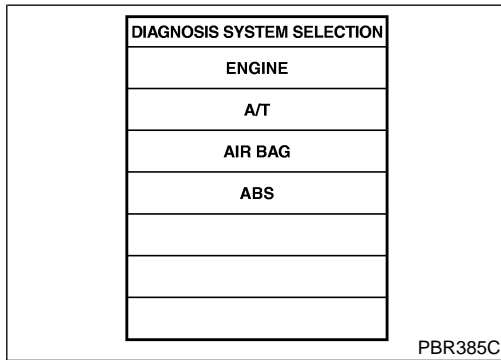 DIAGNOSIS SYSTEM SELECTION
ENGINE
A/T
AIR BAG
ABS
PBR385C